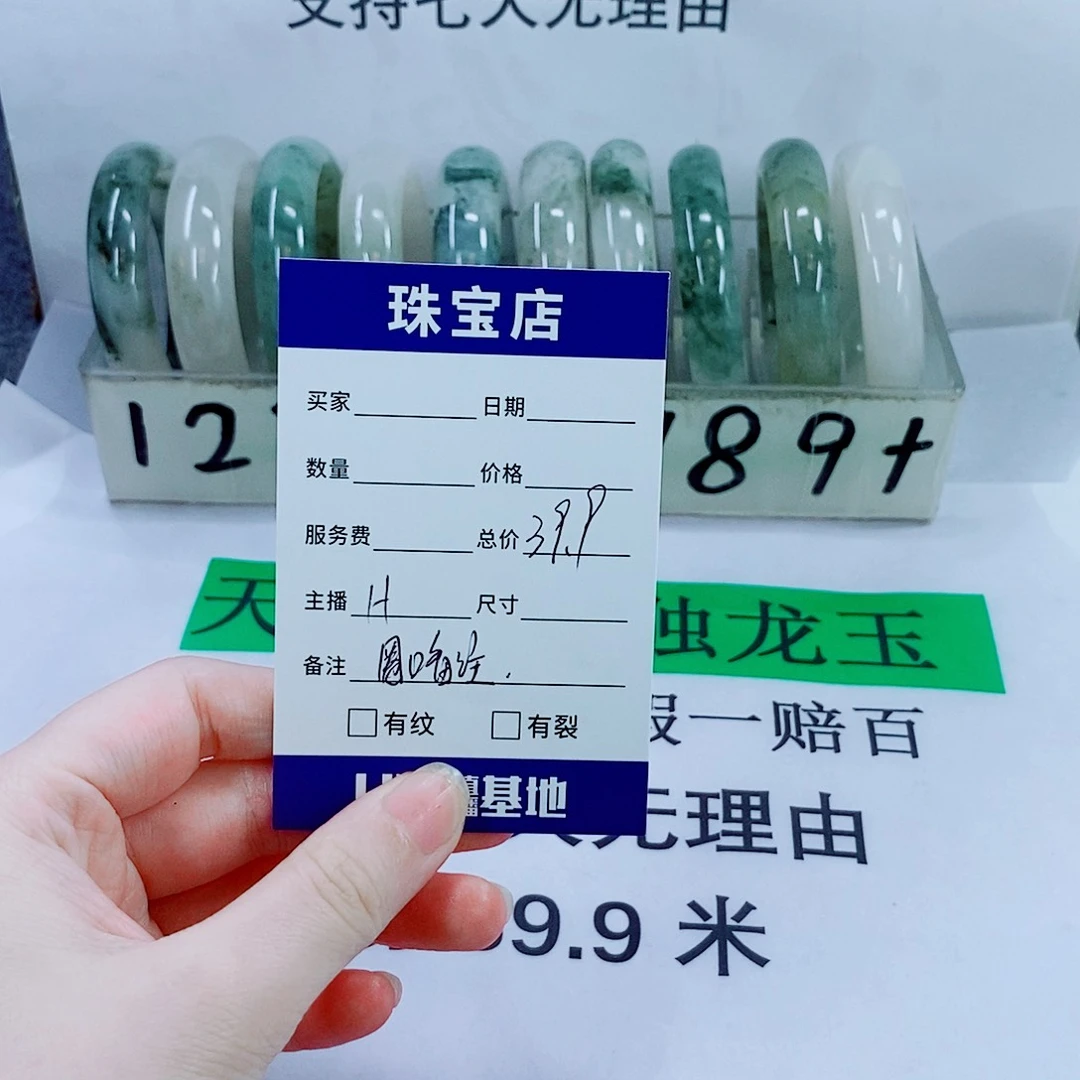 支持七天无理由
珠宝店
买家 日期
数量 价格
服务费 总价 39.9
主播 H 尺寸
备注
有纹 有裂
基地
12
89+
天
独龙玉
假一赔百
天无理由
9.9 米